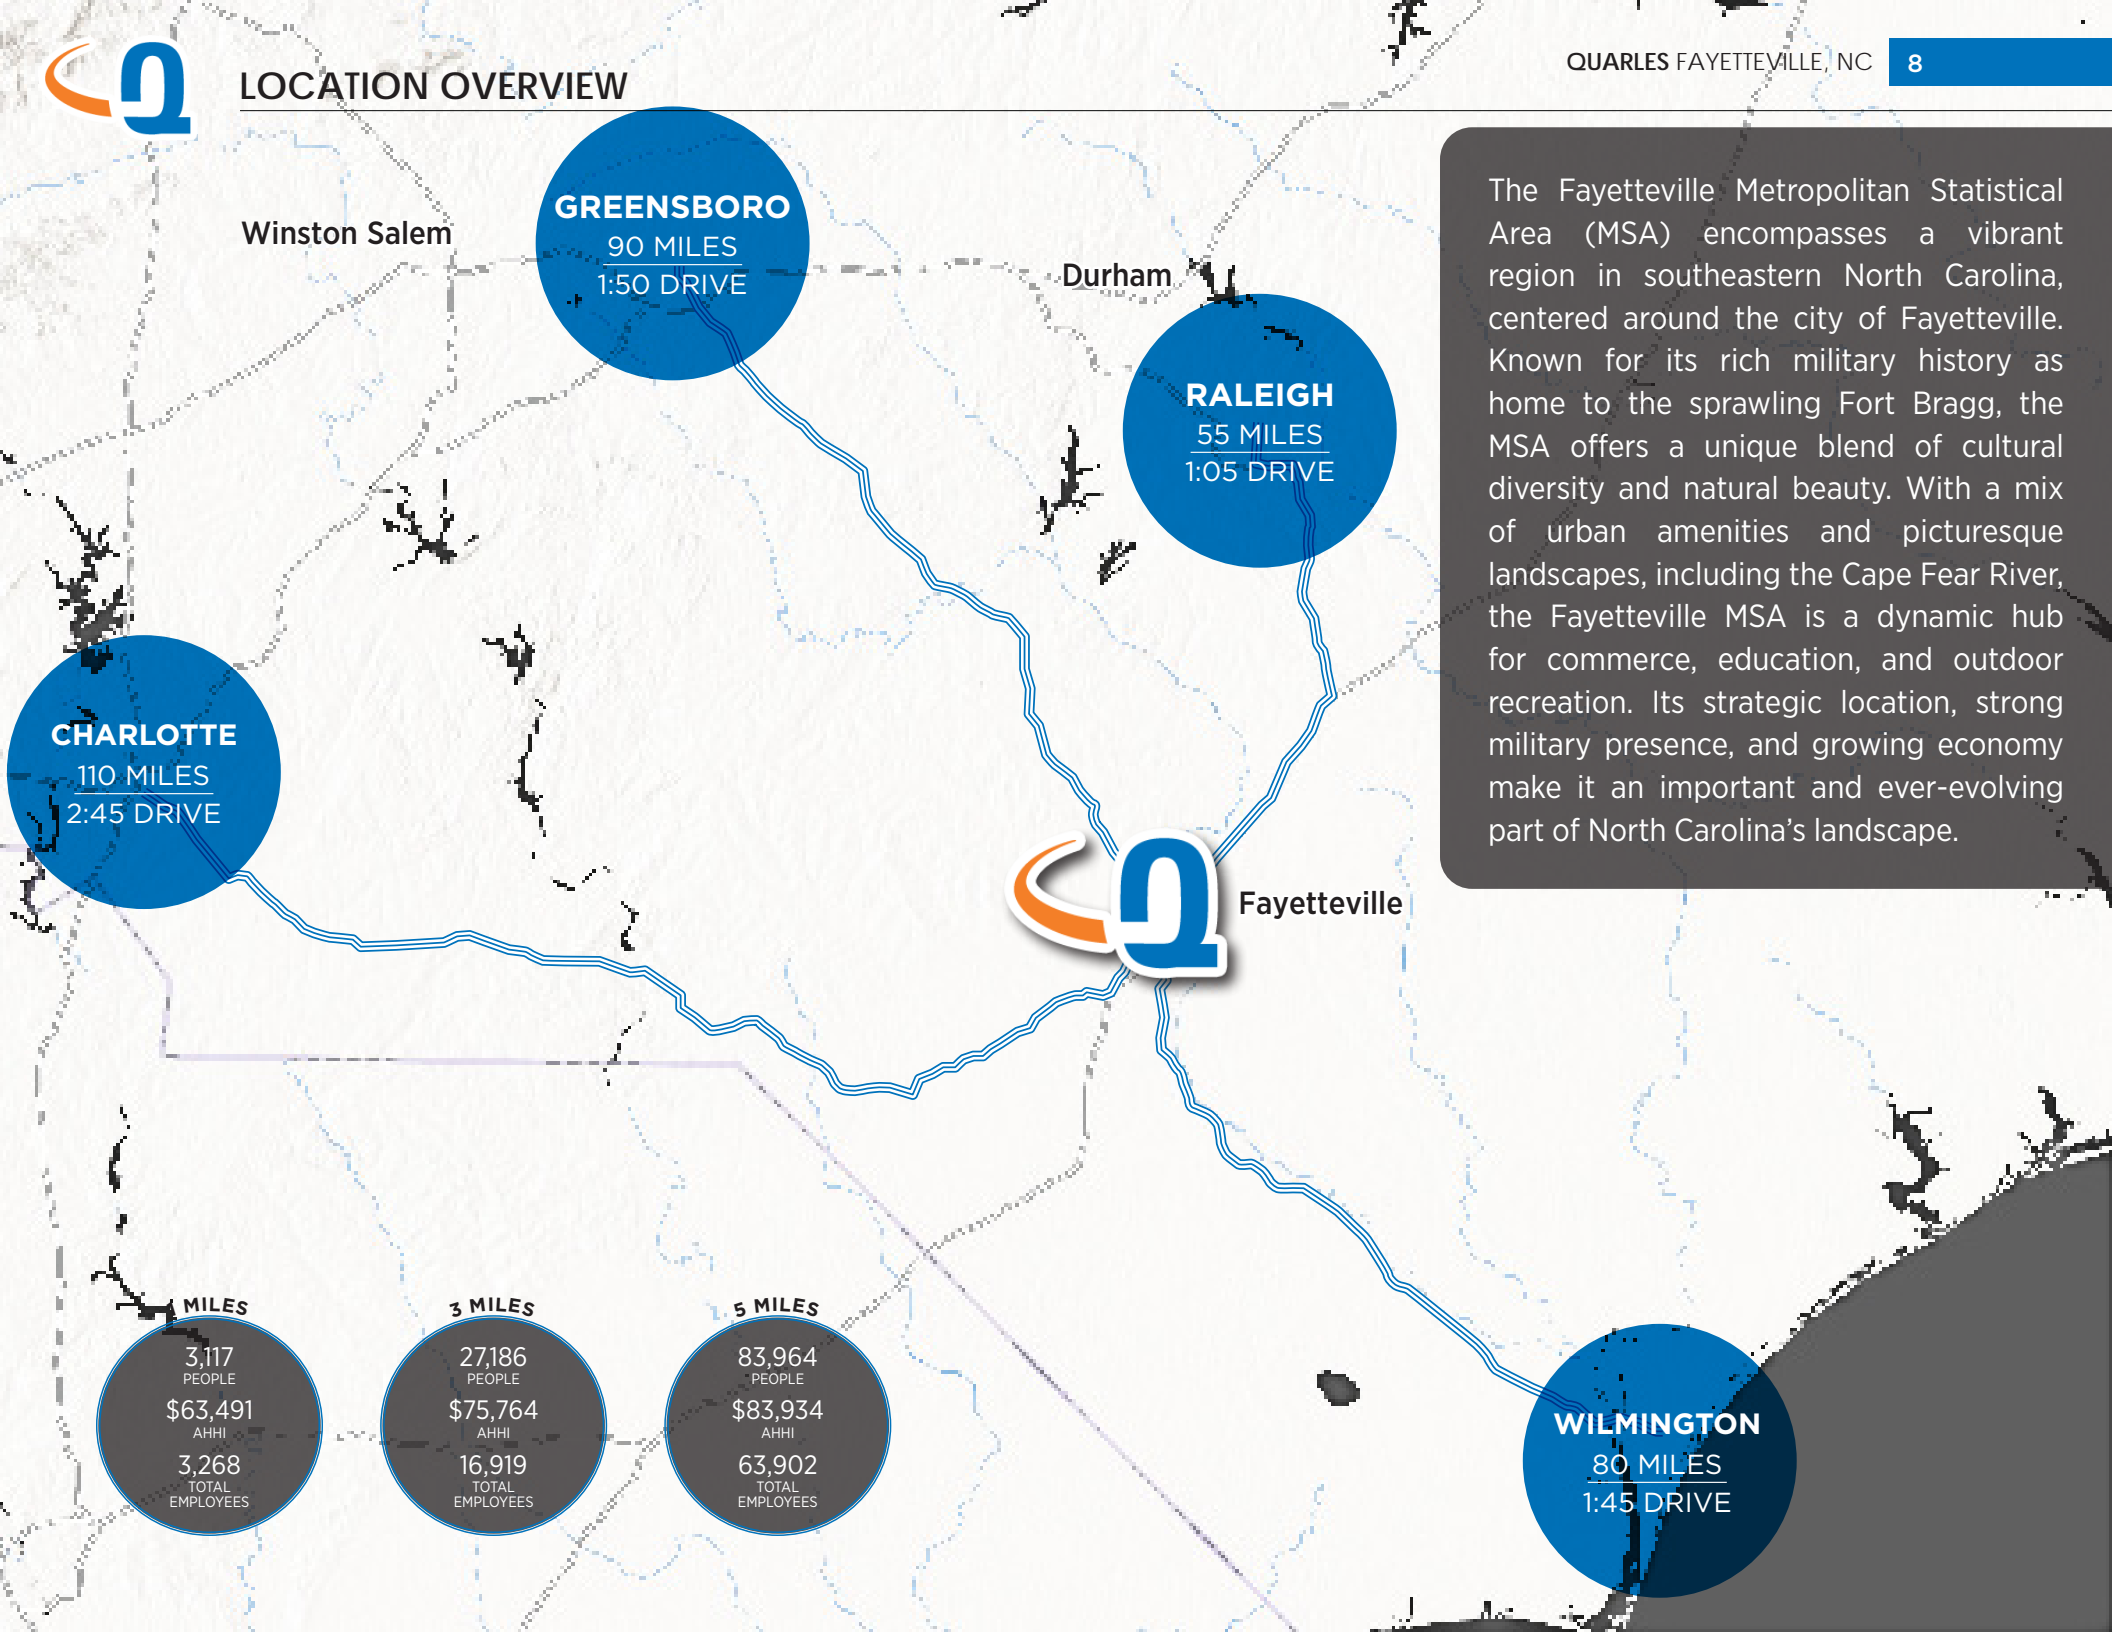 LOCATION OVERVIEW
QUARLES FAYETTEVILLE, NC
8
Winston Salem
GREENSBORO
90 MILES
1:50 DRIVE
Durham
RALEIGH
55 MILES
1:05 DRIVE
CHARLOTTE
110 MILES
2:45 DRIVE
Fayetteville
WILMINGTON
80 MILES
1:45 DRIVE
The Fayetteville Metropolitan Statistical
Area (MSA) encompasses a vibrant
region in southeastern North Carolina,
centered around the city of Fayetteville.
Known for its rich military history as
home to the sprawling Fort Bragg, the
MSA offers a unique blend of cultural
diversity and natural beauty. With a mix
of urban amenities and picturesque
landscapes, including the Cape Fear River,
the Fayetteville MSA is a dynamic hub
for commerce, education, and outdoor
recreation. Its strategic location, strong
military presence, and growing economy
make it an important and ever-evolving
part of North Carolina’s landscape.
1 MILES
3,117
PEOPLE
$63,491
AHHI
3,268
TOTAL
EMPLOYEES
3 MILES
27,186
PEOPLE
$75,764
AHHI
16,919
TOTAL
EMPLOYEES
5 MILES
83,964
PEOPLE
$83,934
AHHI
63,902
TOTAL
EMPLOYEES